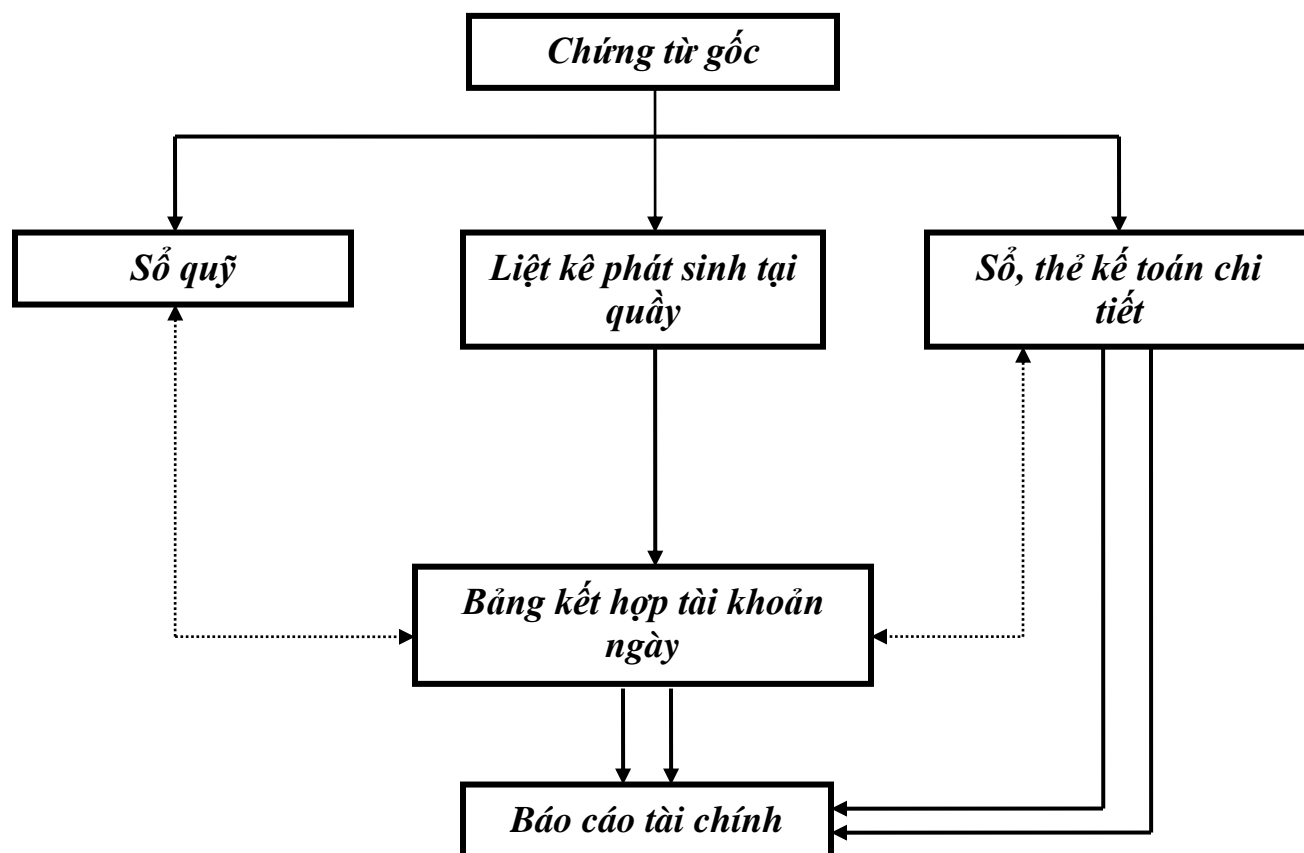 Chứng từ gốc
Sổ quỹ
Liệt kê phát sinh tại
quầy
Sổ, thẻ kế toán chi
tiết
Bảng kết hợp tài khoản
ngày
Báo cáo tài chính